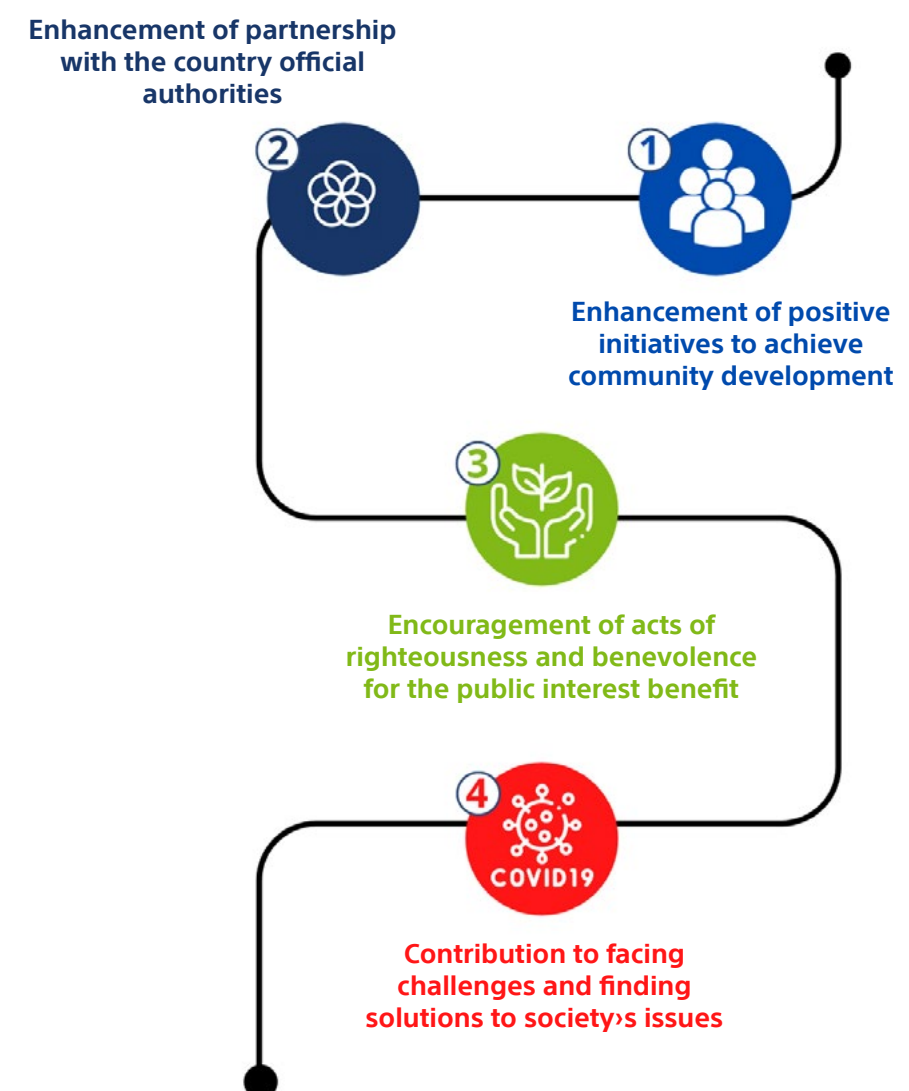 1
Enhancement of positive
initiatives to achieve
community development
2
Enhancement of partnership
with the country official
authorities
3
Encouragement of acts of
righteousness and benevolence
for the public interest benefit
4
COVID19
Contribution to facing
challenges and finding
solutions to society›s issues